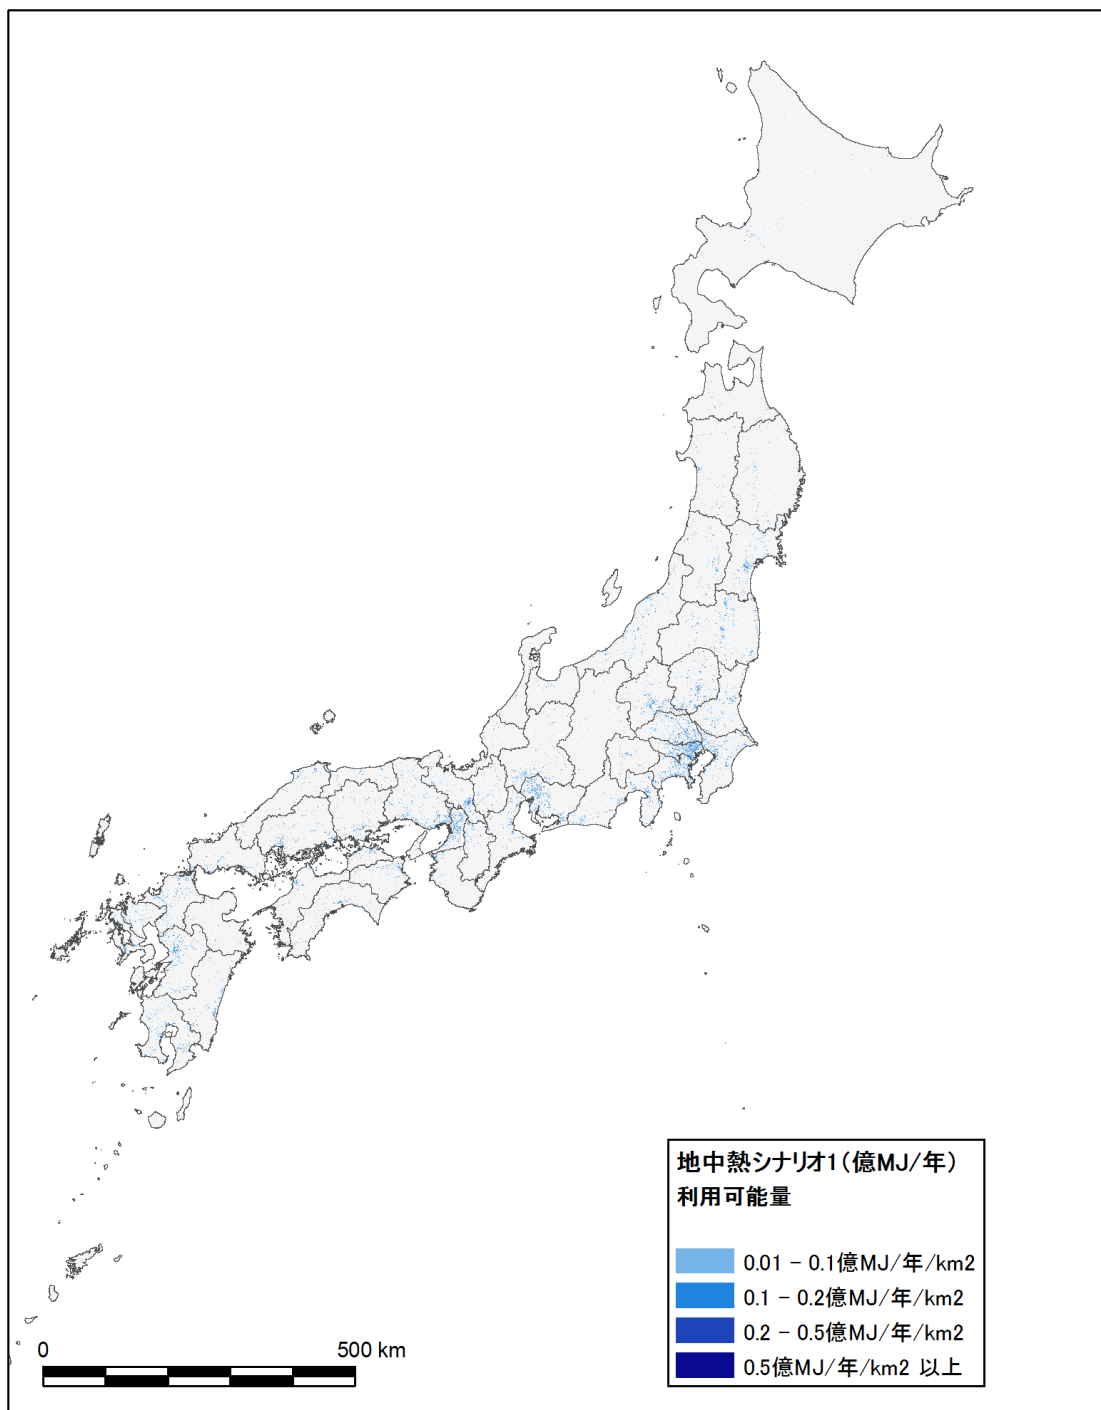 地中熱シナリオ1(億MJ/年)
利用可能量
0.01 - 0.1億MJ/年/km2
0.1 - 0.2億MJ/年/km2
0.2 - 0.5億MJ/年/km2
0.5億MJ/年/km2 以上
0 500 km